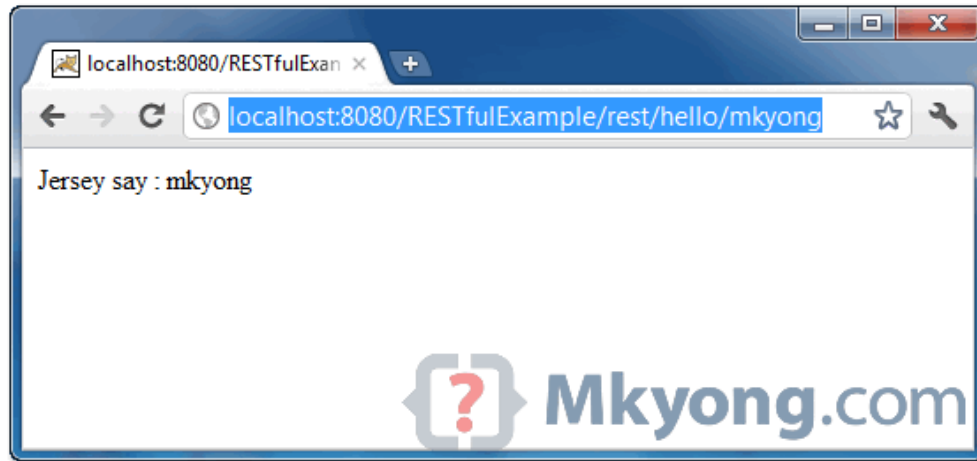 localhost:8080/RESTfulExan
localhost:8080/RESTfulExample/rest/hello/mkyong
Jersey say : mkyong
Mkyong.com